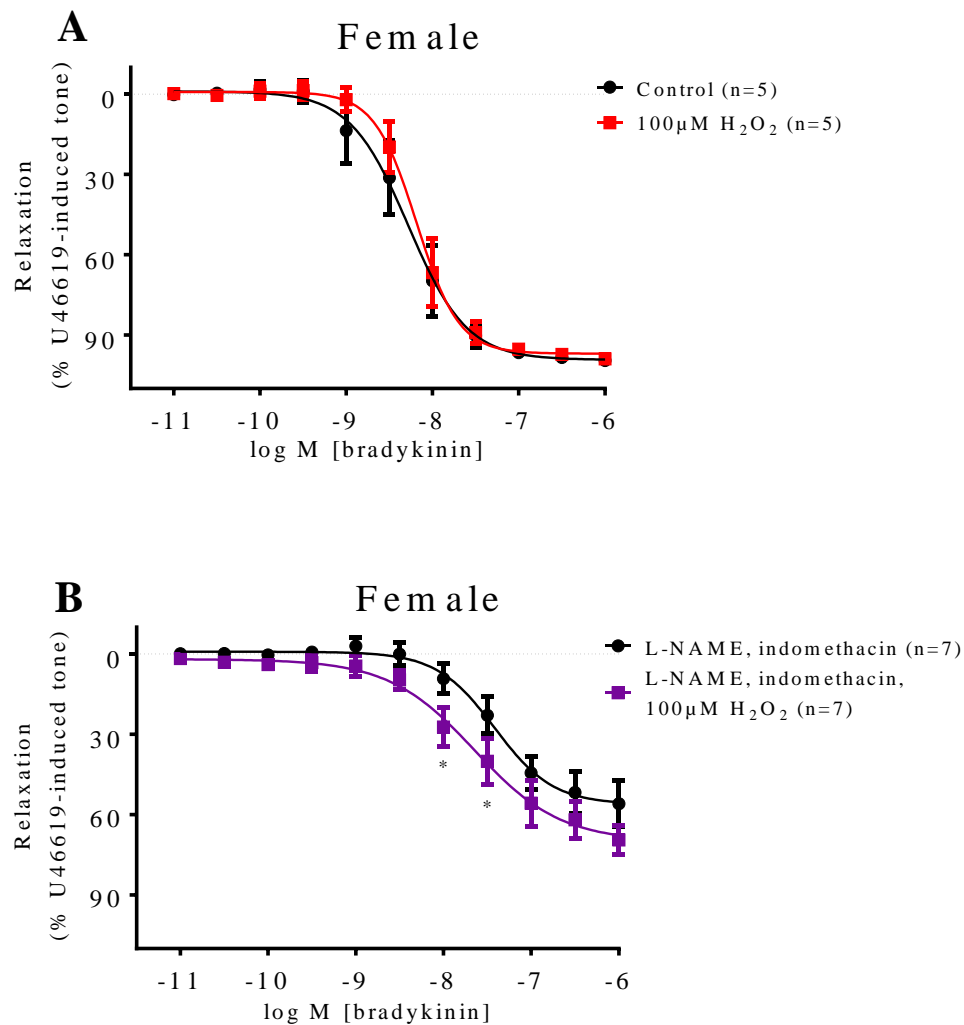 A
Female
0
30
60
90
Relaxation
(% U46619-induced tone)
-11 -10 -9 -8 -7 -6
log M [bradykinin]
Control (n=5)
100µM H₂O₂ (n=5)
B
Female
0
30
60
90
Relaxation
(% U46619-induced tone)
*
*
-11 -10 -9 -8 -7 -6
log M [bradykinin]
L-NAME, indomethacin (n=7)
L-NAME, indomethacin,
100µM H₂O₂ (n=7)